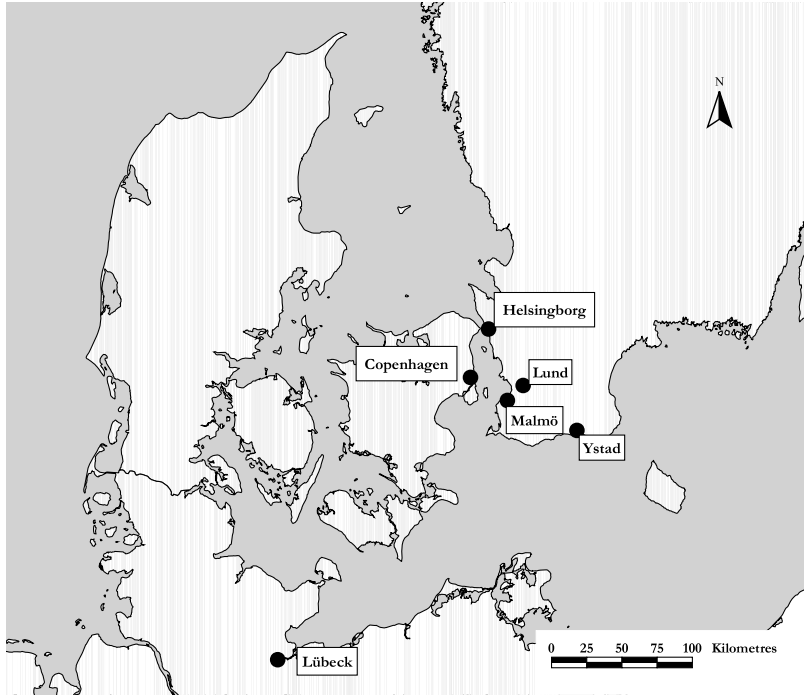 N
Helsingborg
Copenhagen
Lund
Malmö
Ystad
Lübeck
0 25 50 75 100 Kilometres